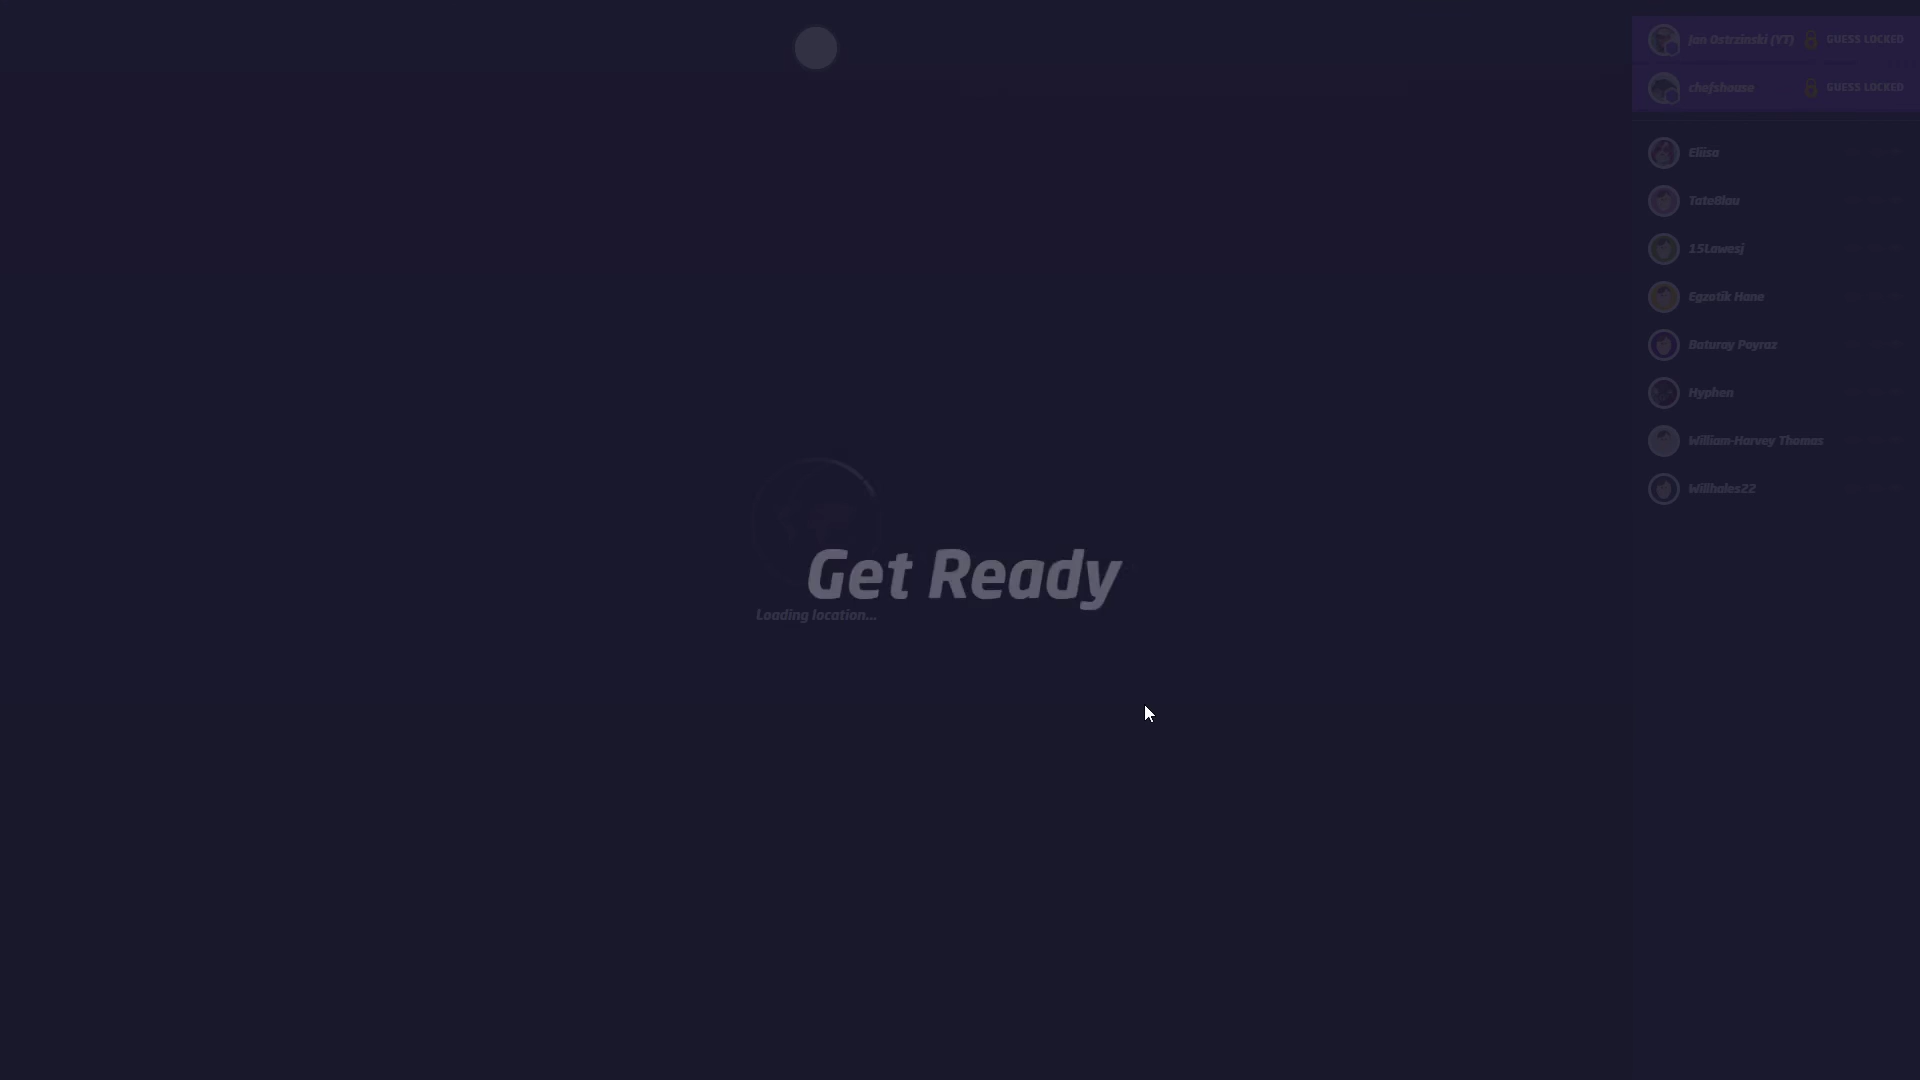 Jan Ostrzinski (YT) GUESS LOCKED
chefshouse GUESS LOCKED
Eliisa
TateBlau
15Lawesj
Egzotik Hane
Baturay Poyraz
Hyphen
William-Harvey Thomas
Willhales22
Get Ready
Loading location...